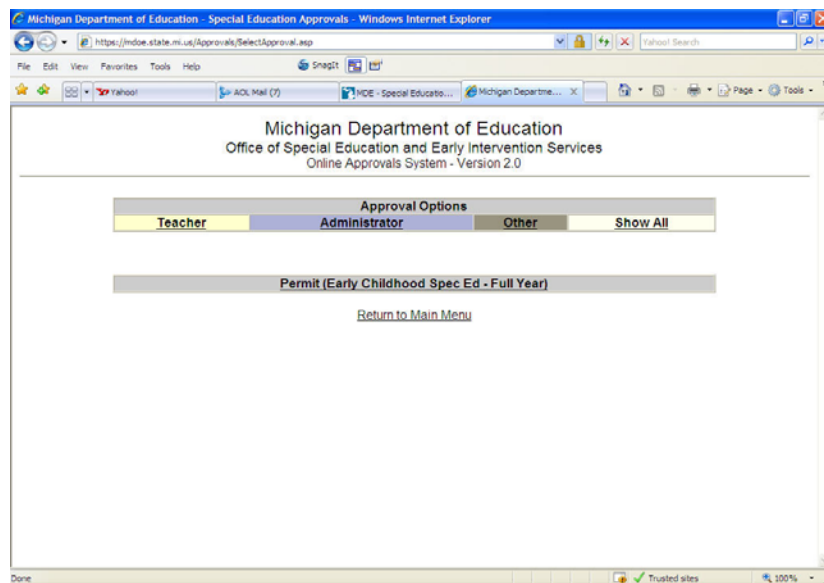 Michigan Department of Education - Special Education Approvals - Windows Internet Explorer
https://mdoe.state.mi.us/Approvals/SelectApproval.asp Yahoo! Search
File Edit View Favorites Tools Help SnagIt
Yahoo! AOL Mail (7) MDE - Special Educatio... Michigan Departme... Page Tools
Michigan Department of Education
Office of Special Education and Early Intervention Services
Online Approvals System - Version 2.0
Approval Options
Teacher Administrator Other Show All
Permit (Early Childhood Spec Ed - Full Year)
Return to Main Menu
Done Trusted sites 100%